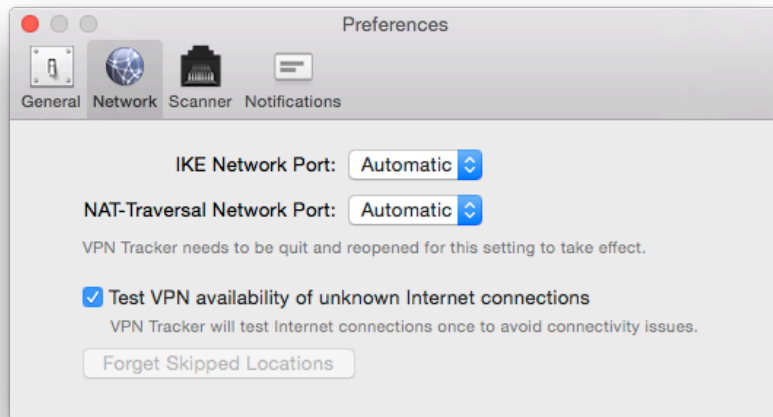 Preferences
General Network Scanner Notifications
IKE Network Port: Automatic
NAT-Traversal Network Port: Automatic
VPN Tracker needs to be quit and reopened for this setting to take effect.
Test VPN availability of unknown Internet connections
VPN Tracker will test Internet connections once to avoid connectivity issues.
Forget Skipped Locations